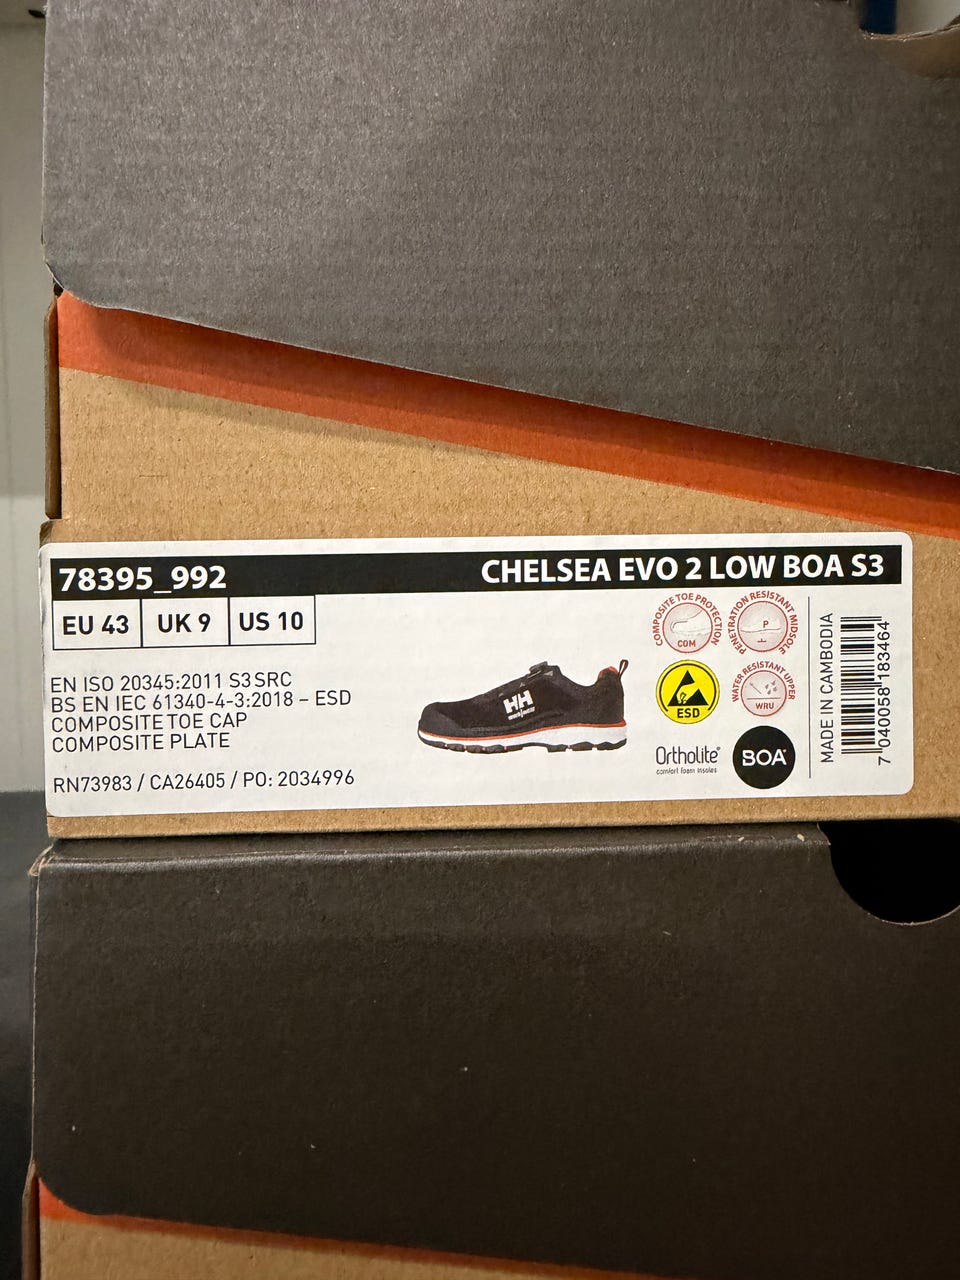 78395_992
CHELSEA EVO 2 LOW BOA S3
EU 43
UK 9
US 10
EN ISO 20345:2011 S3 SRC
BS EN IEC 61340-4-3:2018 – ESD
COMPOSITE TOE CAP
COMPOSITE PLATE
RN73983 / CA26405 / PO: 2034996
HH
COMPOSITE TOE PROTECTION
COM
PENETRATION RESISTANT MIDSOLE
P
ESD
WATER RESISTANT UPPER
WRU
OrthoLite®
comfort foam insoles
BOA®
MADE IN CAMBODIA
7 040058 183464